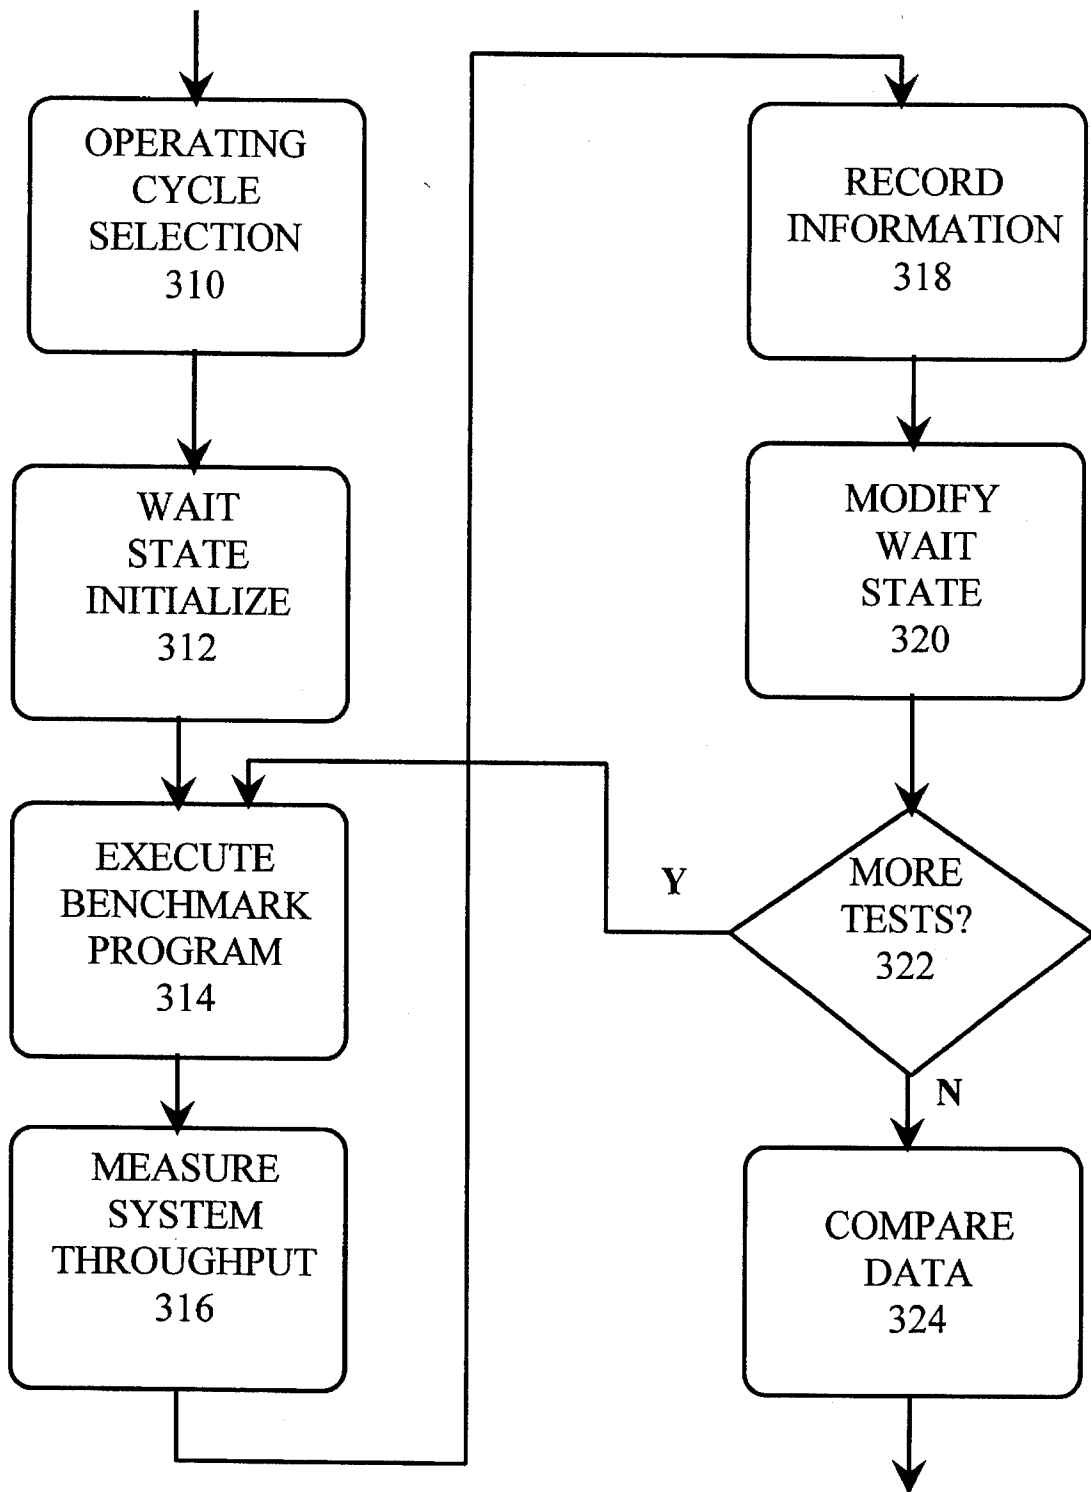 OPERATING
CYCLE
SELECTION
310
WAIT
STATE
INITIALIZE
312
EXECUTE
BENCHMARK
PROGRAM
314
MEASURE
SYSTEM
THROUGHPUT
316
RECORD
INFORMATION
318
MODIFY
WAIT
STATE
320
MORE
TESTS?
322
Y
N
COMPARE
DATA
324